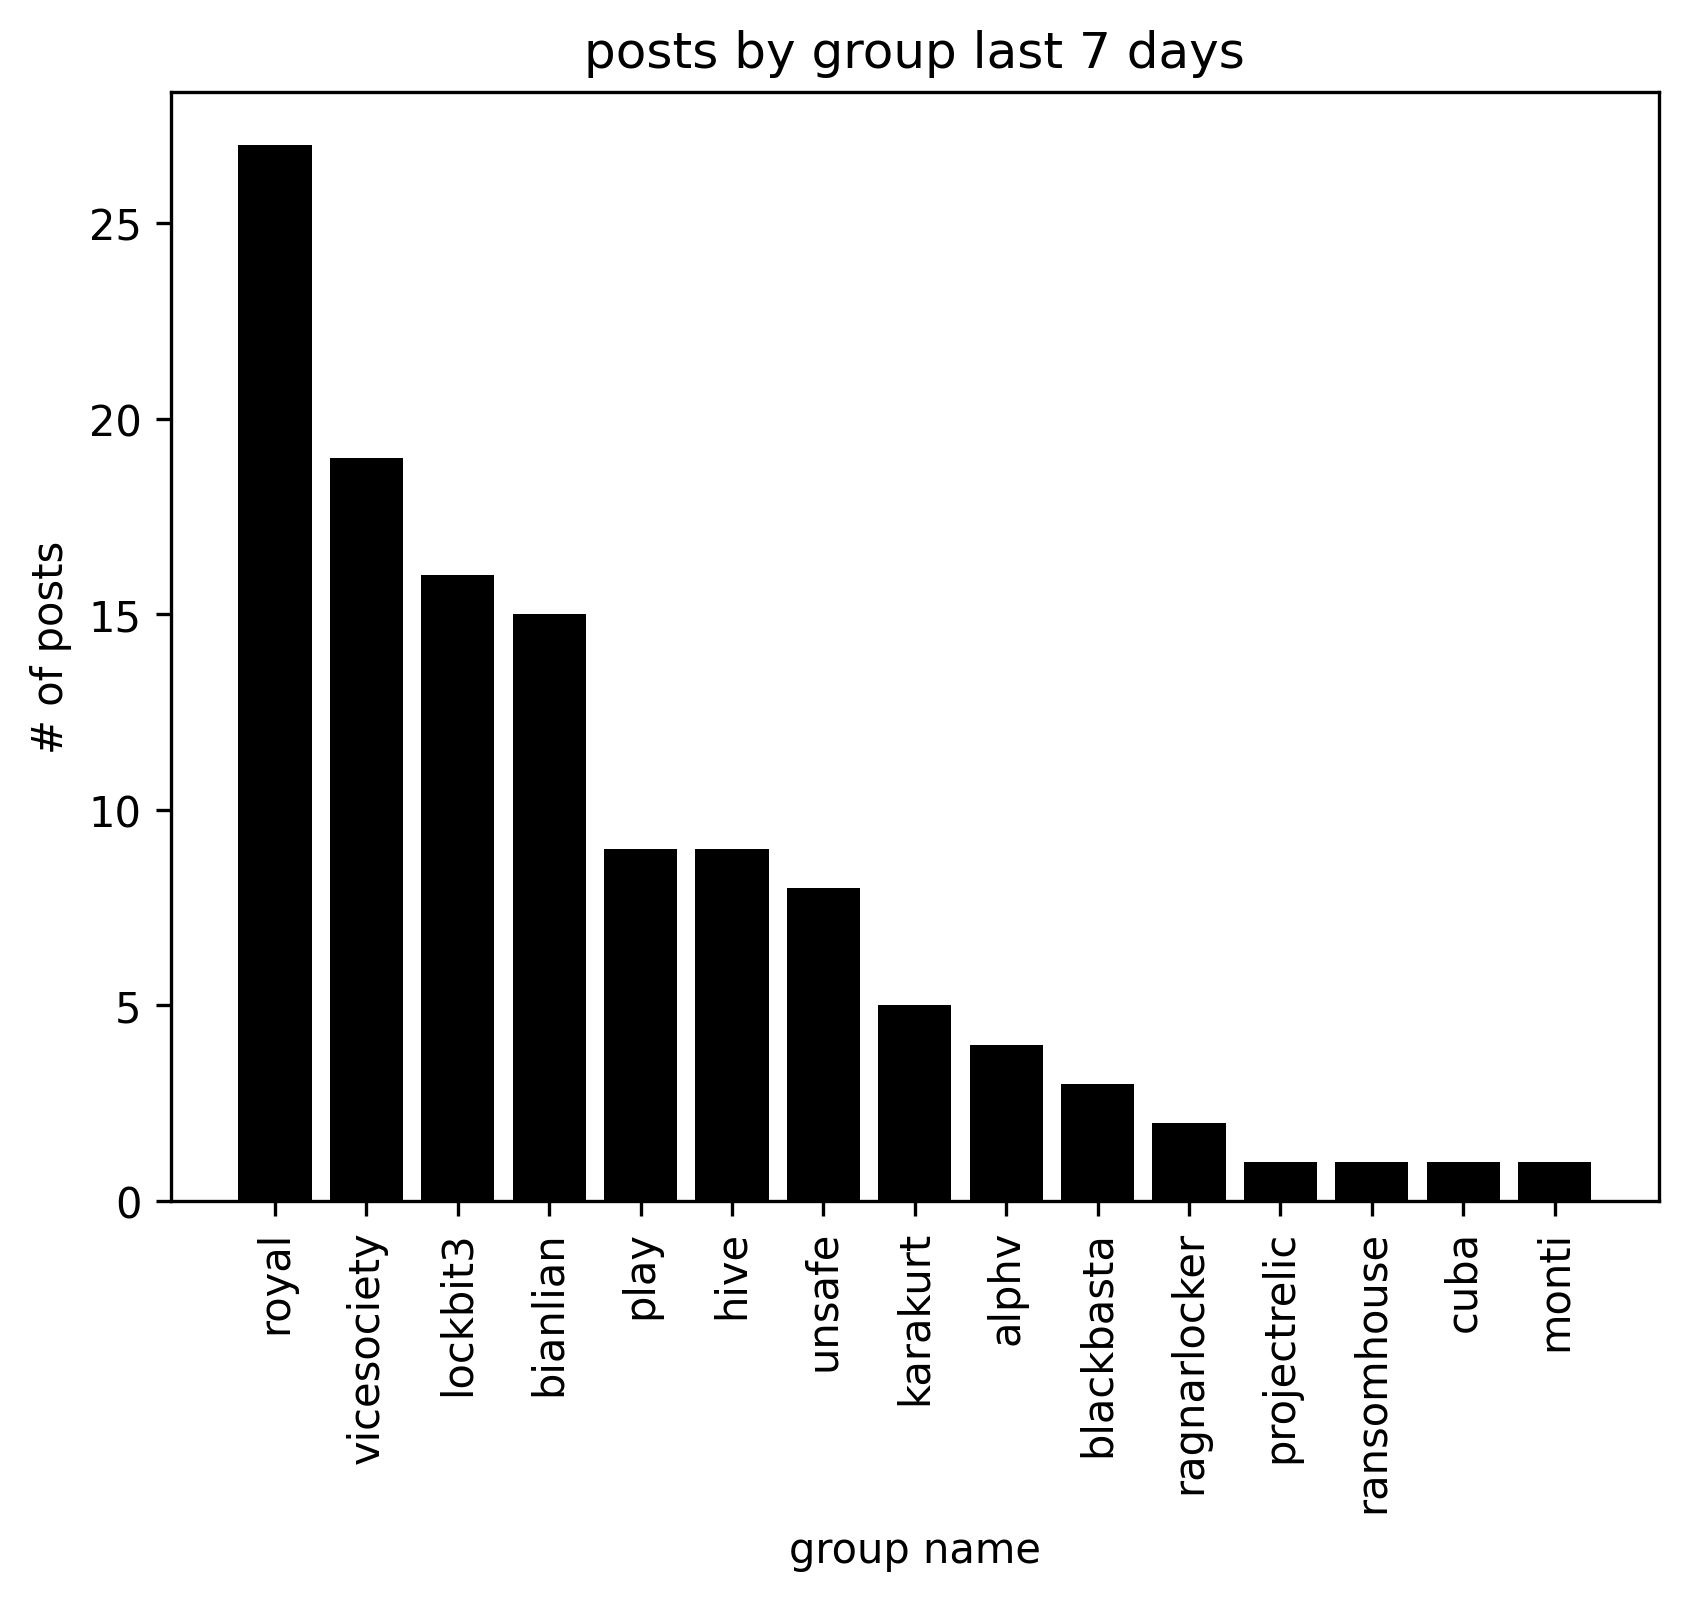 posts by group last 7 days
# of posts
25
20
15
10
5
0
royal
vicesociety
lockbit3
bianlian
play
hive
unsafe
karakurt
alphv
blackbasta
ragnarlocker
projectrelic
ransomhouse
cuba
monti
group name